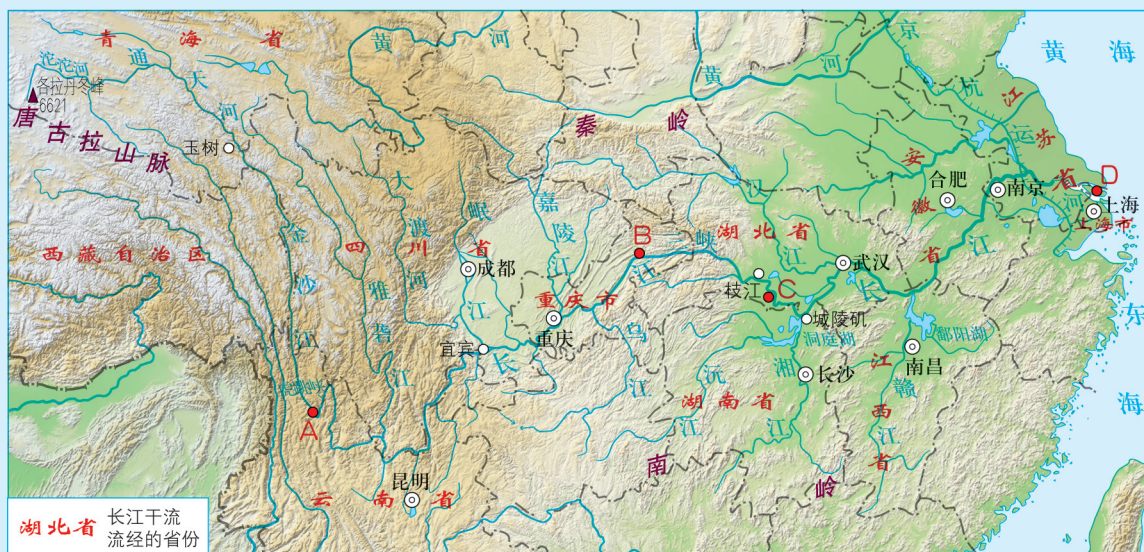 青海省
黄河
黄河
京杭运河
黄海
沱沱河
通天河
各拉丹冬峰
6621
唐古拉山脉
玉树
秦岭
江苏省
安徽省
合肥
南京
D
上海
上海市
大渡河
岷江
嘉陵江
汉江
西藏自治区
金沙江
四川省
雅砻江
成都
B
三峡
湖北省
武汉
枝江
C
长江
重庆市
重庆
乌江
城陵矶
洞庭湖
鄱阳湖
南昌
宜宾
长江
虎跳峡
A
沅江
湘江
长沙
湖南省
江西省
赣江
东海
昆明
云南省
南岭
湖北省
长江干流
流经的省份